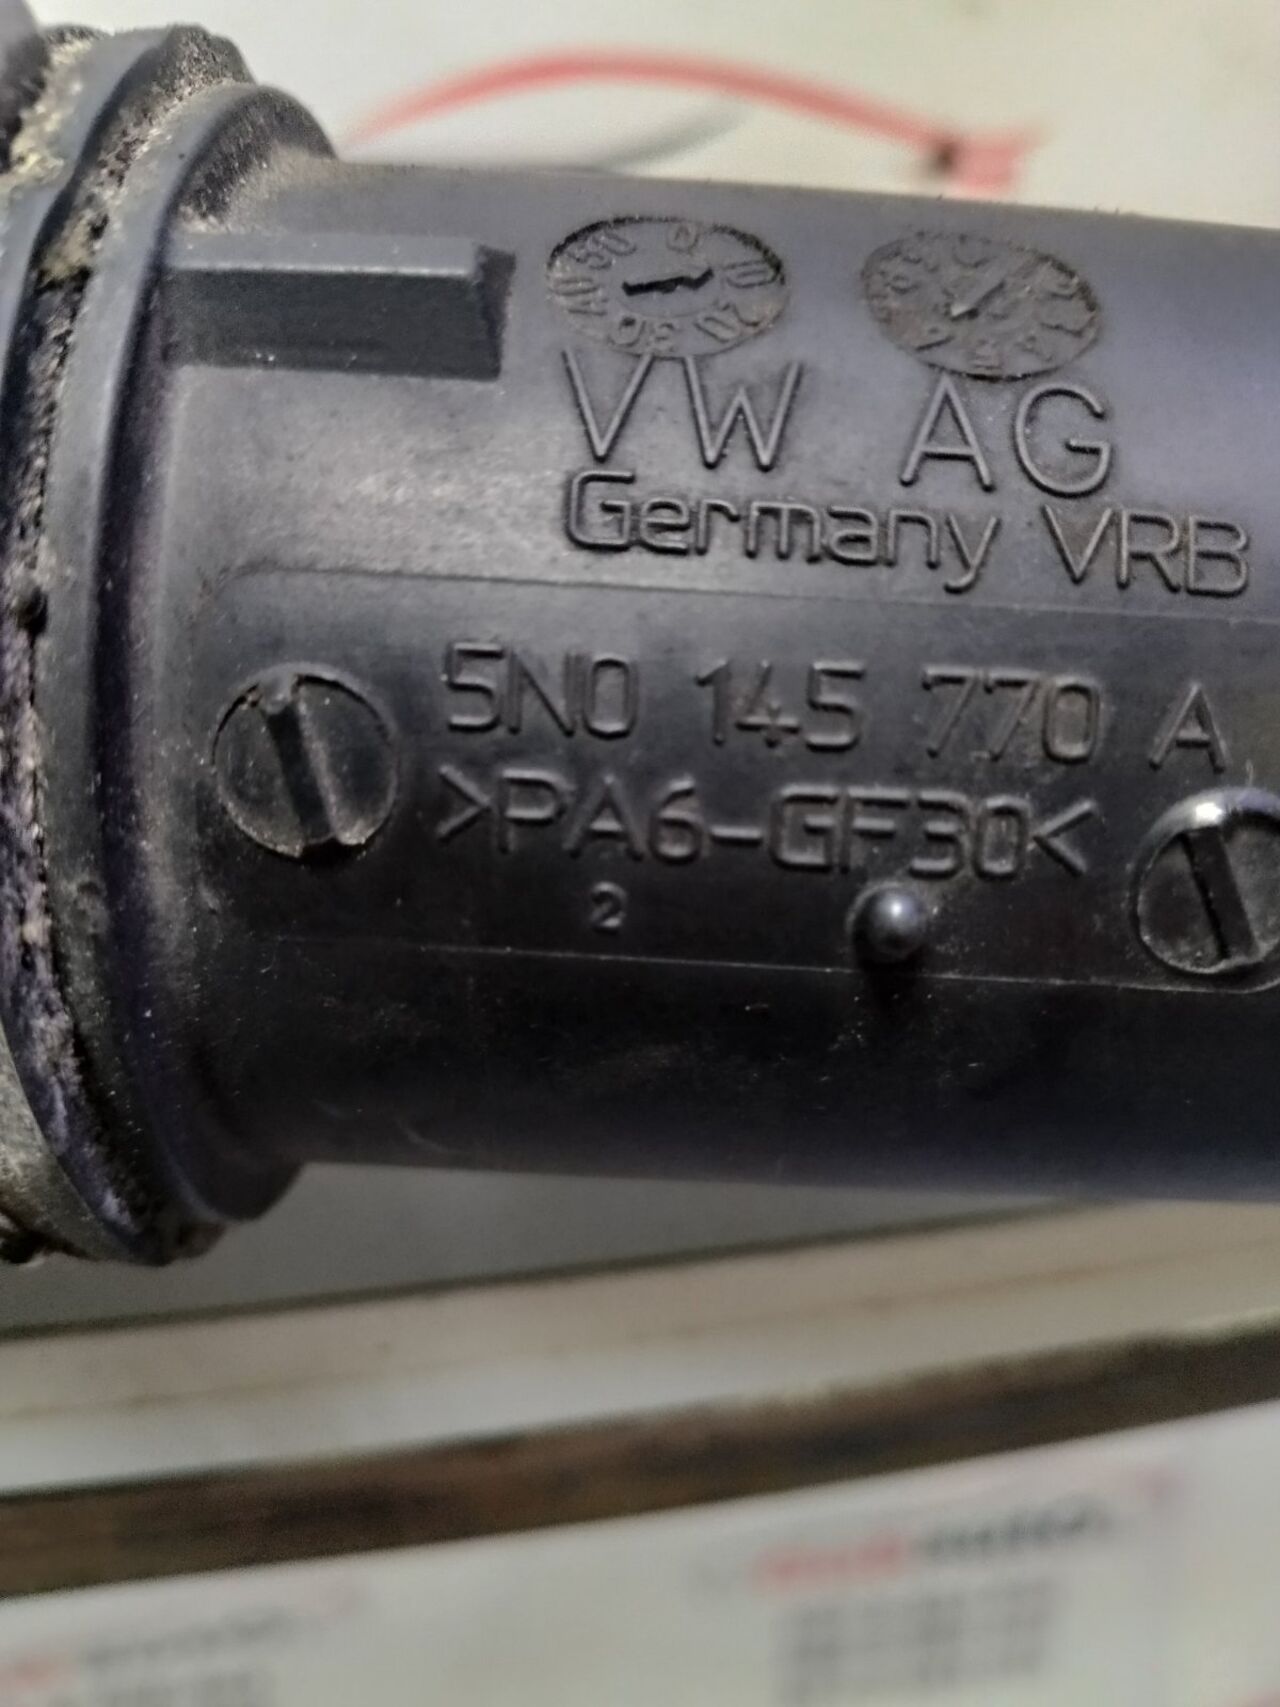 VW AG
Germany VRB
5N0 145 770 A
>PA6-GF30<
2